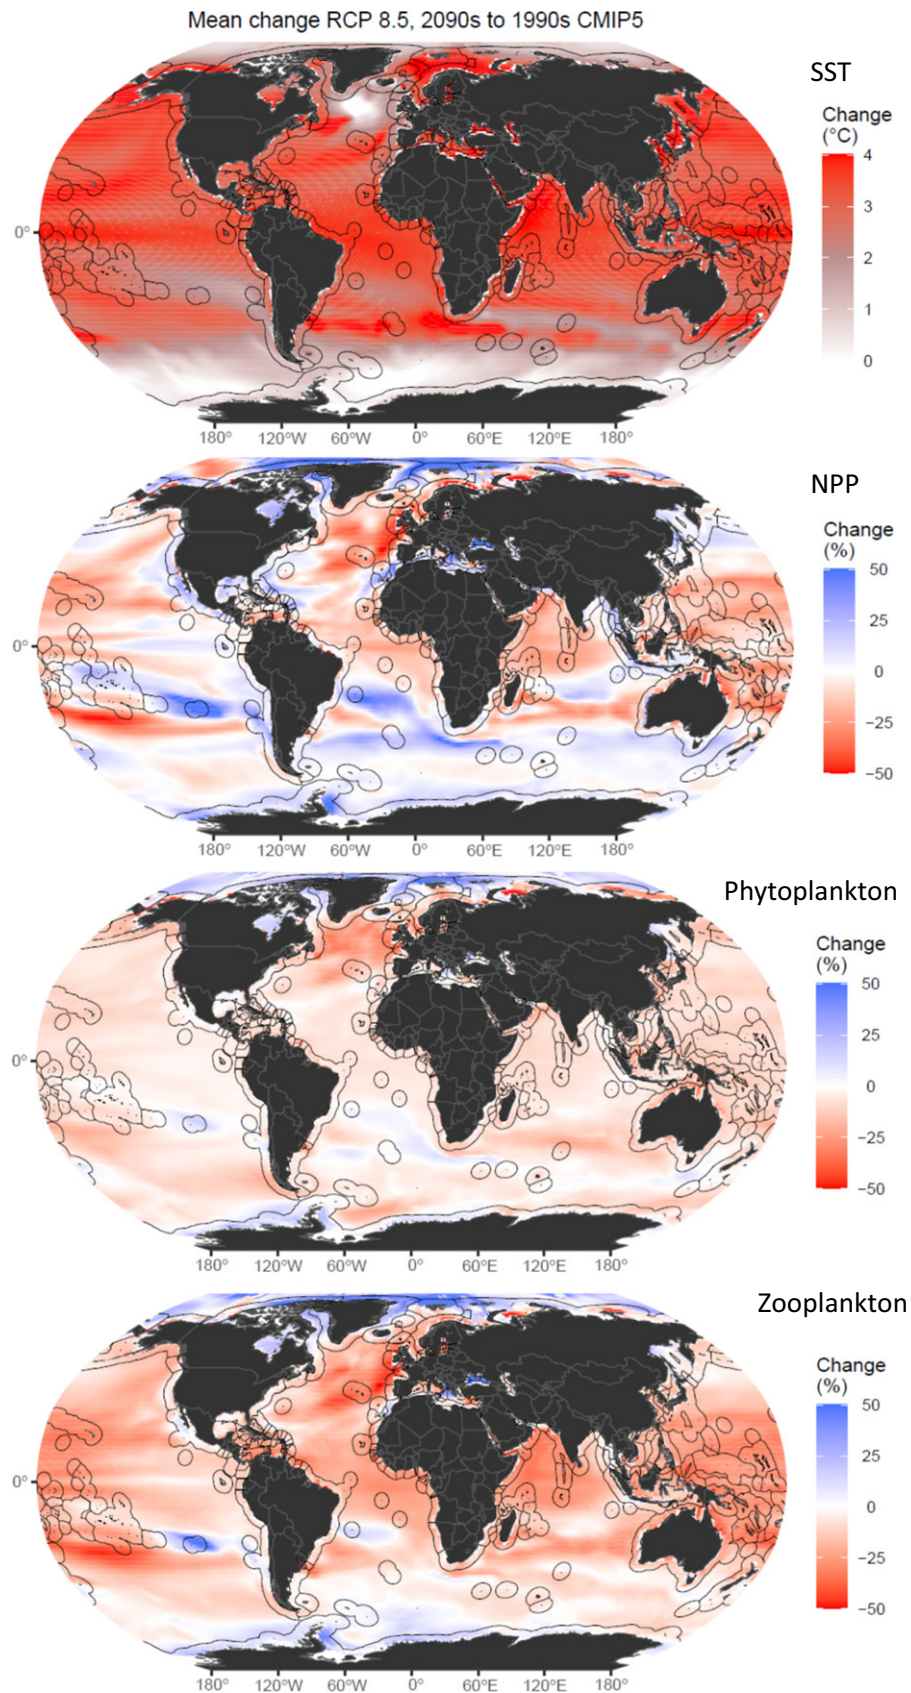 Mean change RCP 8.5, 2090s to 1990s CMIP5
SST
Change
(°C)
4
3
2
1
0
0°
180° 120°W 60°W 0° 60°E 120°E 180°
NPP
Change
(%)
50
25
0
−25
−50
0°
180° 120°W 60°W 0° 60°E 120°E 180°
Phytoplankton
Change
(%)
50
25
0
−25
−50
0°
180° 120°W 60°W 0° 60°E 120°E 180°
Zooplankton
Change
(%)
50
25
0
−25
−50
0°
180° 120°W 60°W 0° 60°E 120°E 180°